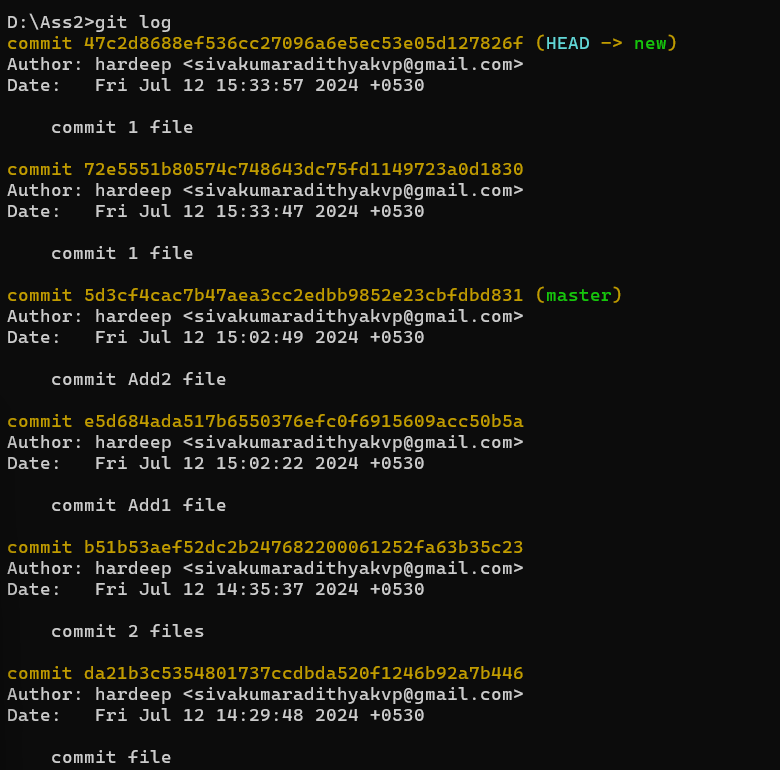 D:\Ass2>git log
commit 47c2d8688ef536cc27096a6e5ec53e05d127826f (HEAD -> new)
Author: hardeep <sivakumaradithyakvp@gmail.com>
Date:   Fri Jul 12 15:33:57 2024 +0530

    commit 1 file

commit 72e5551b80574c748643dc75fd1149723a0d1830
Author: hardeep <sivakumaradithyakvp@gmail.com>
Date:   Fri Jul 12 15:33:47 2024 +0530

    commit 1 file

commit 5d3cf4cac7b47aea3cc2edbb9852e23cbfdbd831 (master)
Author: hardeep <sivakumaradithyakvp@gmail.com>
Date:   Fri Jul 12 15:02:49 2024 +0530

    commit Add2 file

commit e5d684ada517b6550376efc0f6915609acc50b5a
Author: hardeep <sivakumaradithyakvp@gmail.com>
Date:   Fri Jul 12 15:02:22 2024 +0530

    commit Add1 file

commit b51b53aef52dc2b247682200061252fa63b35c23
Author: hardeep <sivakumaradithyakvp@gmail.com>
Date:   Fri Jul 12 14:35:37 2024 +0530

    commit 2 files

commit da21b3c5354801737ccdbda520f1246b92a7b446
Author: hardeep <sivakumaradithyakvp@gmail.com>
Date:   Fri Jul 12 14:29:48 2024 +0530

    commit file